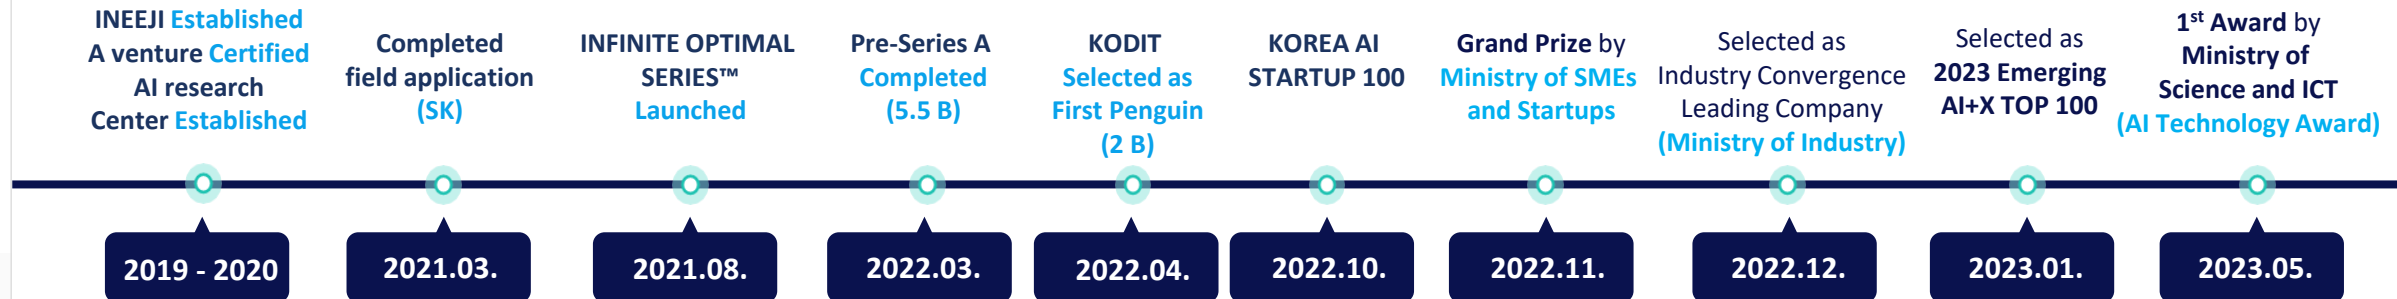 INEEJI Established
A venture Certified
AI research
Center Established
2019 - 2020
Completed
field application
(SK)
2021.03.
INFINITE OPTIMAL
SERIES™
Launched
2021.08.
Pre-Series A
Completed
(5.5 B)
2022.03.
KODIT
Selected as
First Penguin
(2 B)
2022.04.
KOREA AI
STARTUP 100
2022.10.
Grand Prize by
Ministry of SMEs
and Startups
2022.11.
Selected as
Industry Convergence
Leading Company
(Ministry of Industry)
2022.12.
Selected as
2023 Emerging
AI+X TOP 100
2023.01.
1st Award by
Ministry of
Science and ICT
(AI Technology Award)
2023.05.